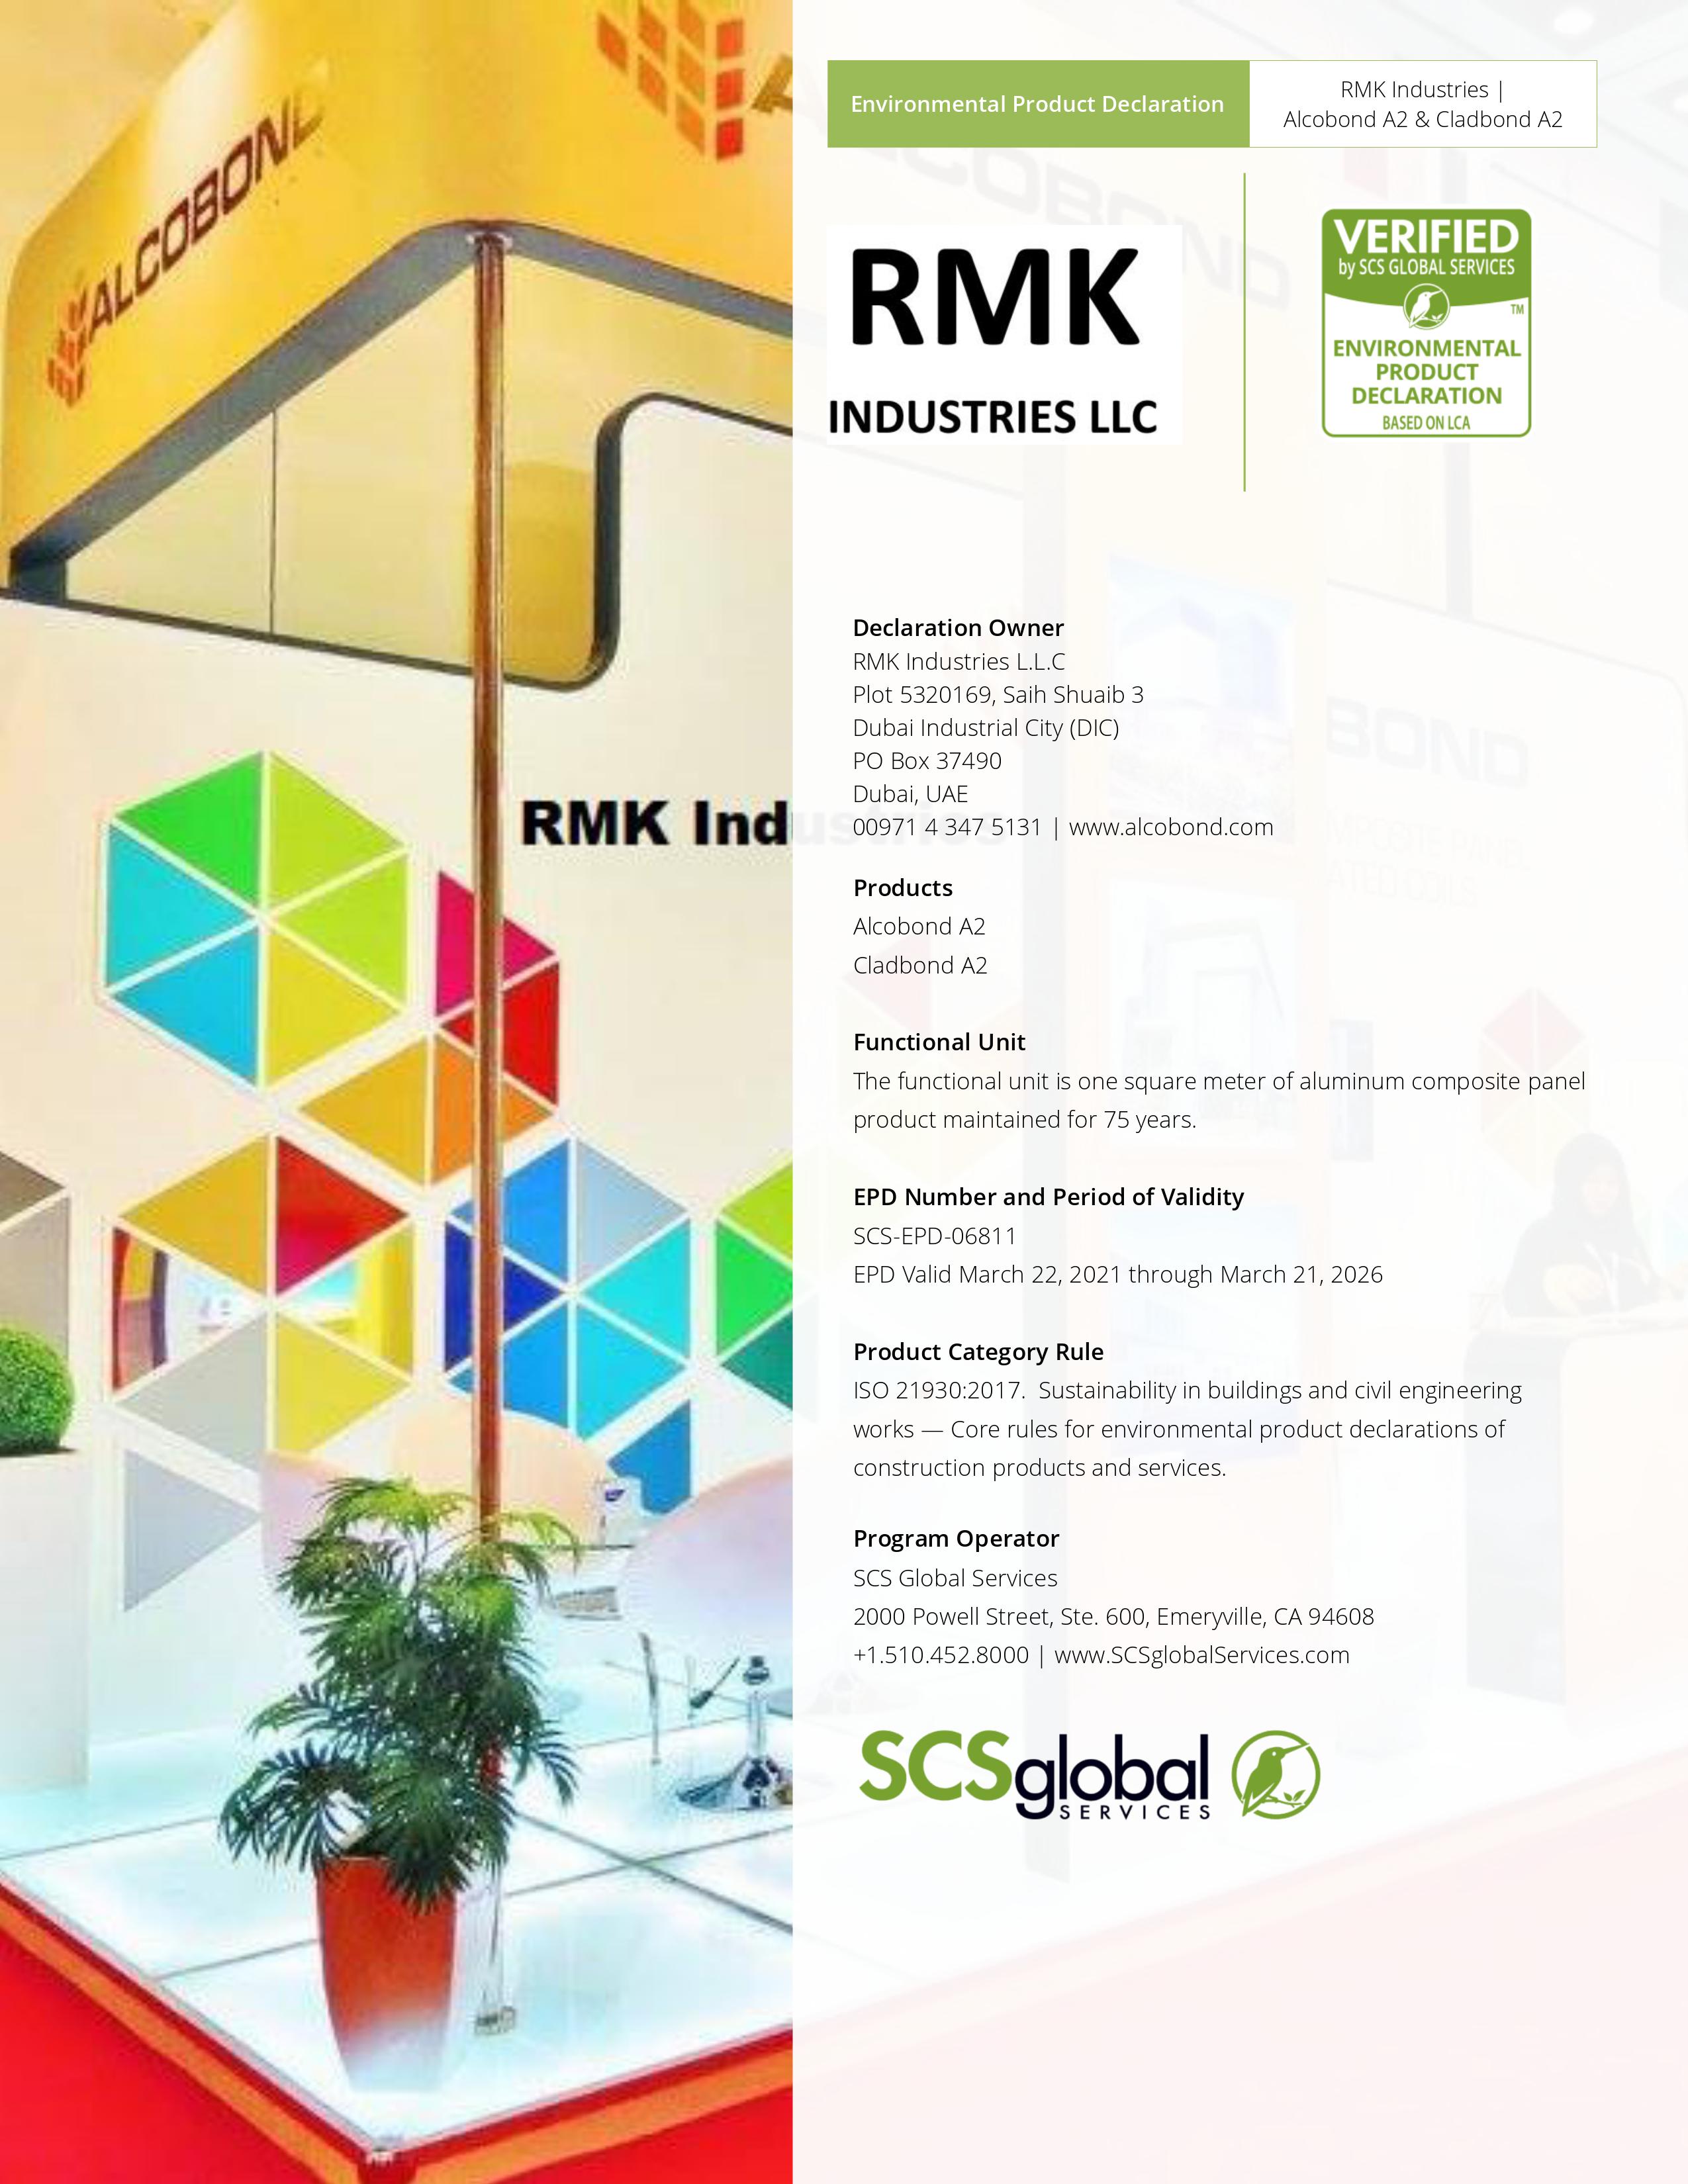 ALCOBOND
RMK Ind
Environmental Product Declaration
RMK Industries |
Alcobond A2 & Cladbond A2
RMK
INDUSTRIES LLC
VERIFIED
by SCS GLOBAL SERVICES
TM
ENVIRONMENTAL
PRODUCT
DECLARATION
BASED ON LCA
Declaration Owner
RMK Industries L.L.C
Plot 5320169, Saih Shuaib 3
Dubai Industrial City (DIC)
PO Box 37490
Dubai, UAE
00971 4 347 5131 | www.alcobond.com
Products
Alcobond A2
Cladbond A2
Functional Unit
The functional unit is one square meter of aluminum composite panel
product maintained for 75 years.
EPD Number and Period of Validity
SCS-EPD-06811
EPD Valid March 22, 2021 through March 21, 2026
Product Category Rule
ISO 21930:2017.  Sustainability in buildings and civil engineering
works — Core rules for environmental product declarations of
construction products and services.
Program Operator
SCS Global Services
2000 Powell Street, Ste. 600, Emeryville, CA 94608
+1.510.452.8000 | www.SCSglobalServices.com
SCSglobal
SERVICES